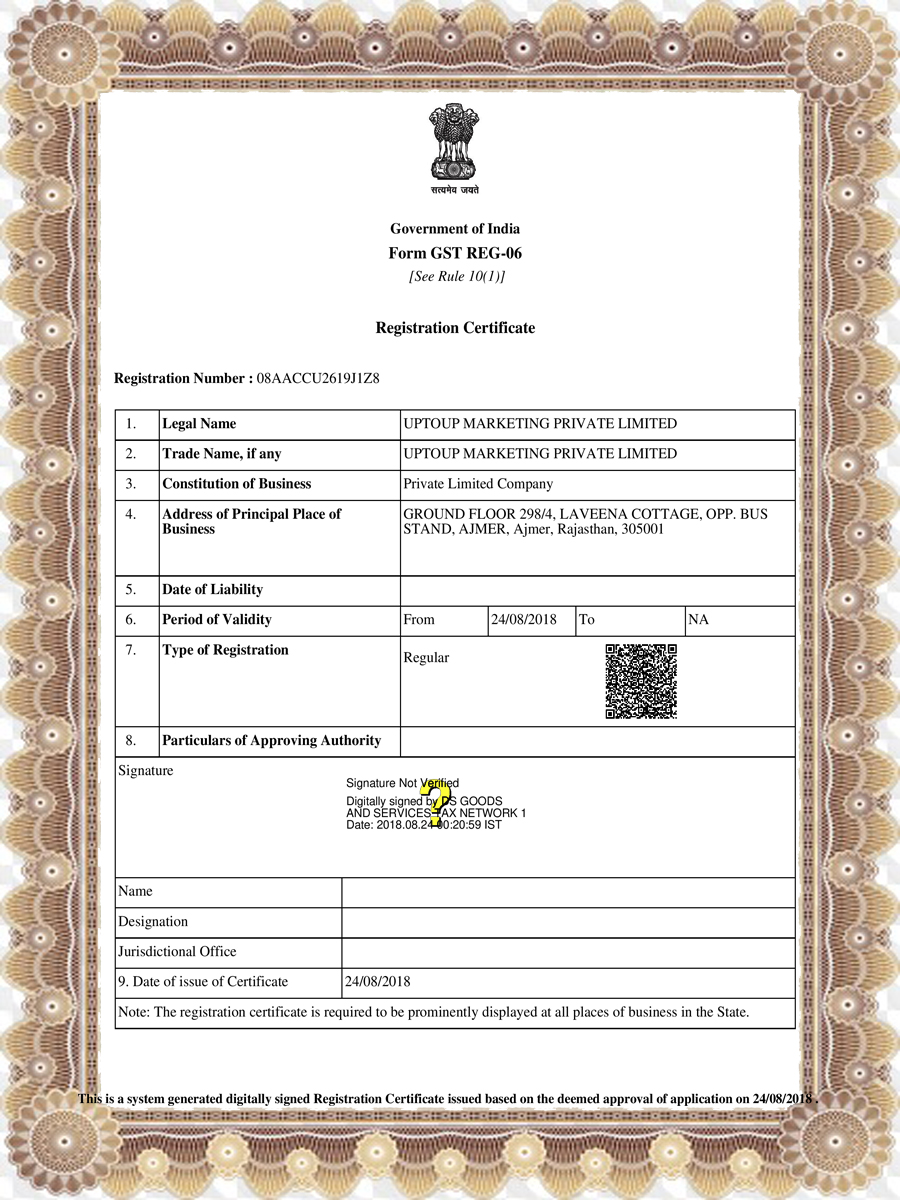 सत्यमेव जयते
Government of India
Form GST REG-06
[See Rule 10(1)]
Registration Certificate
Registration Number : 08AACCU2619J1Z8
1. Legal Name UPTOUP MARKETING PRIVATE LIMITED
2. Trade Name, if any UPTOUP MARKETING PRIVATE LIMITED
3. Constitution of Business Private Limited Company
4. Address of Principal Place of Business GROUND FLOOR 298/4, LAVEENA COTTAGE, OPP. BUS
STAND, AJMER, Ajmer, Rajasthan, 305001
5. Date of Liability
6. Period of Validity From 24/08/2018 To NA
7. Type of Registration Regular
8. Particulars of Approving Authority
Signature
Signature Not Verified
Digitally signed by DS GOODS
AND SERVICES TAX NETWORK 1
Date: 2018.08.24 00:20:59 IST
Name
Designation
Jurisdictional Office
9. Date of issue of Certificate 24/08/2018
Note: The registration certificate is required to be prominently displayed at all places of business in the State.
This is a system generated digitally signed Registration Certificate issued based on the deemed approval of application on 24/08/2018 .